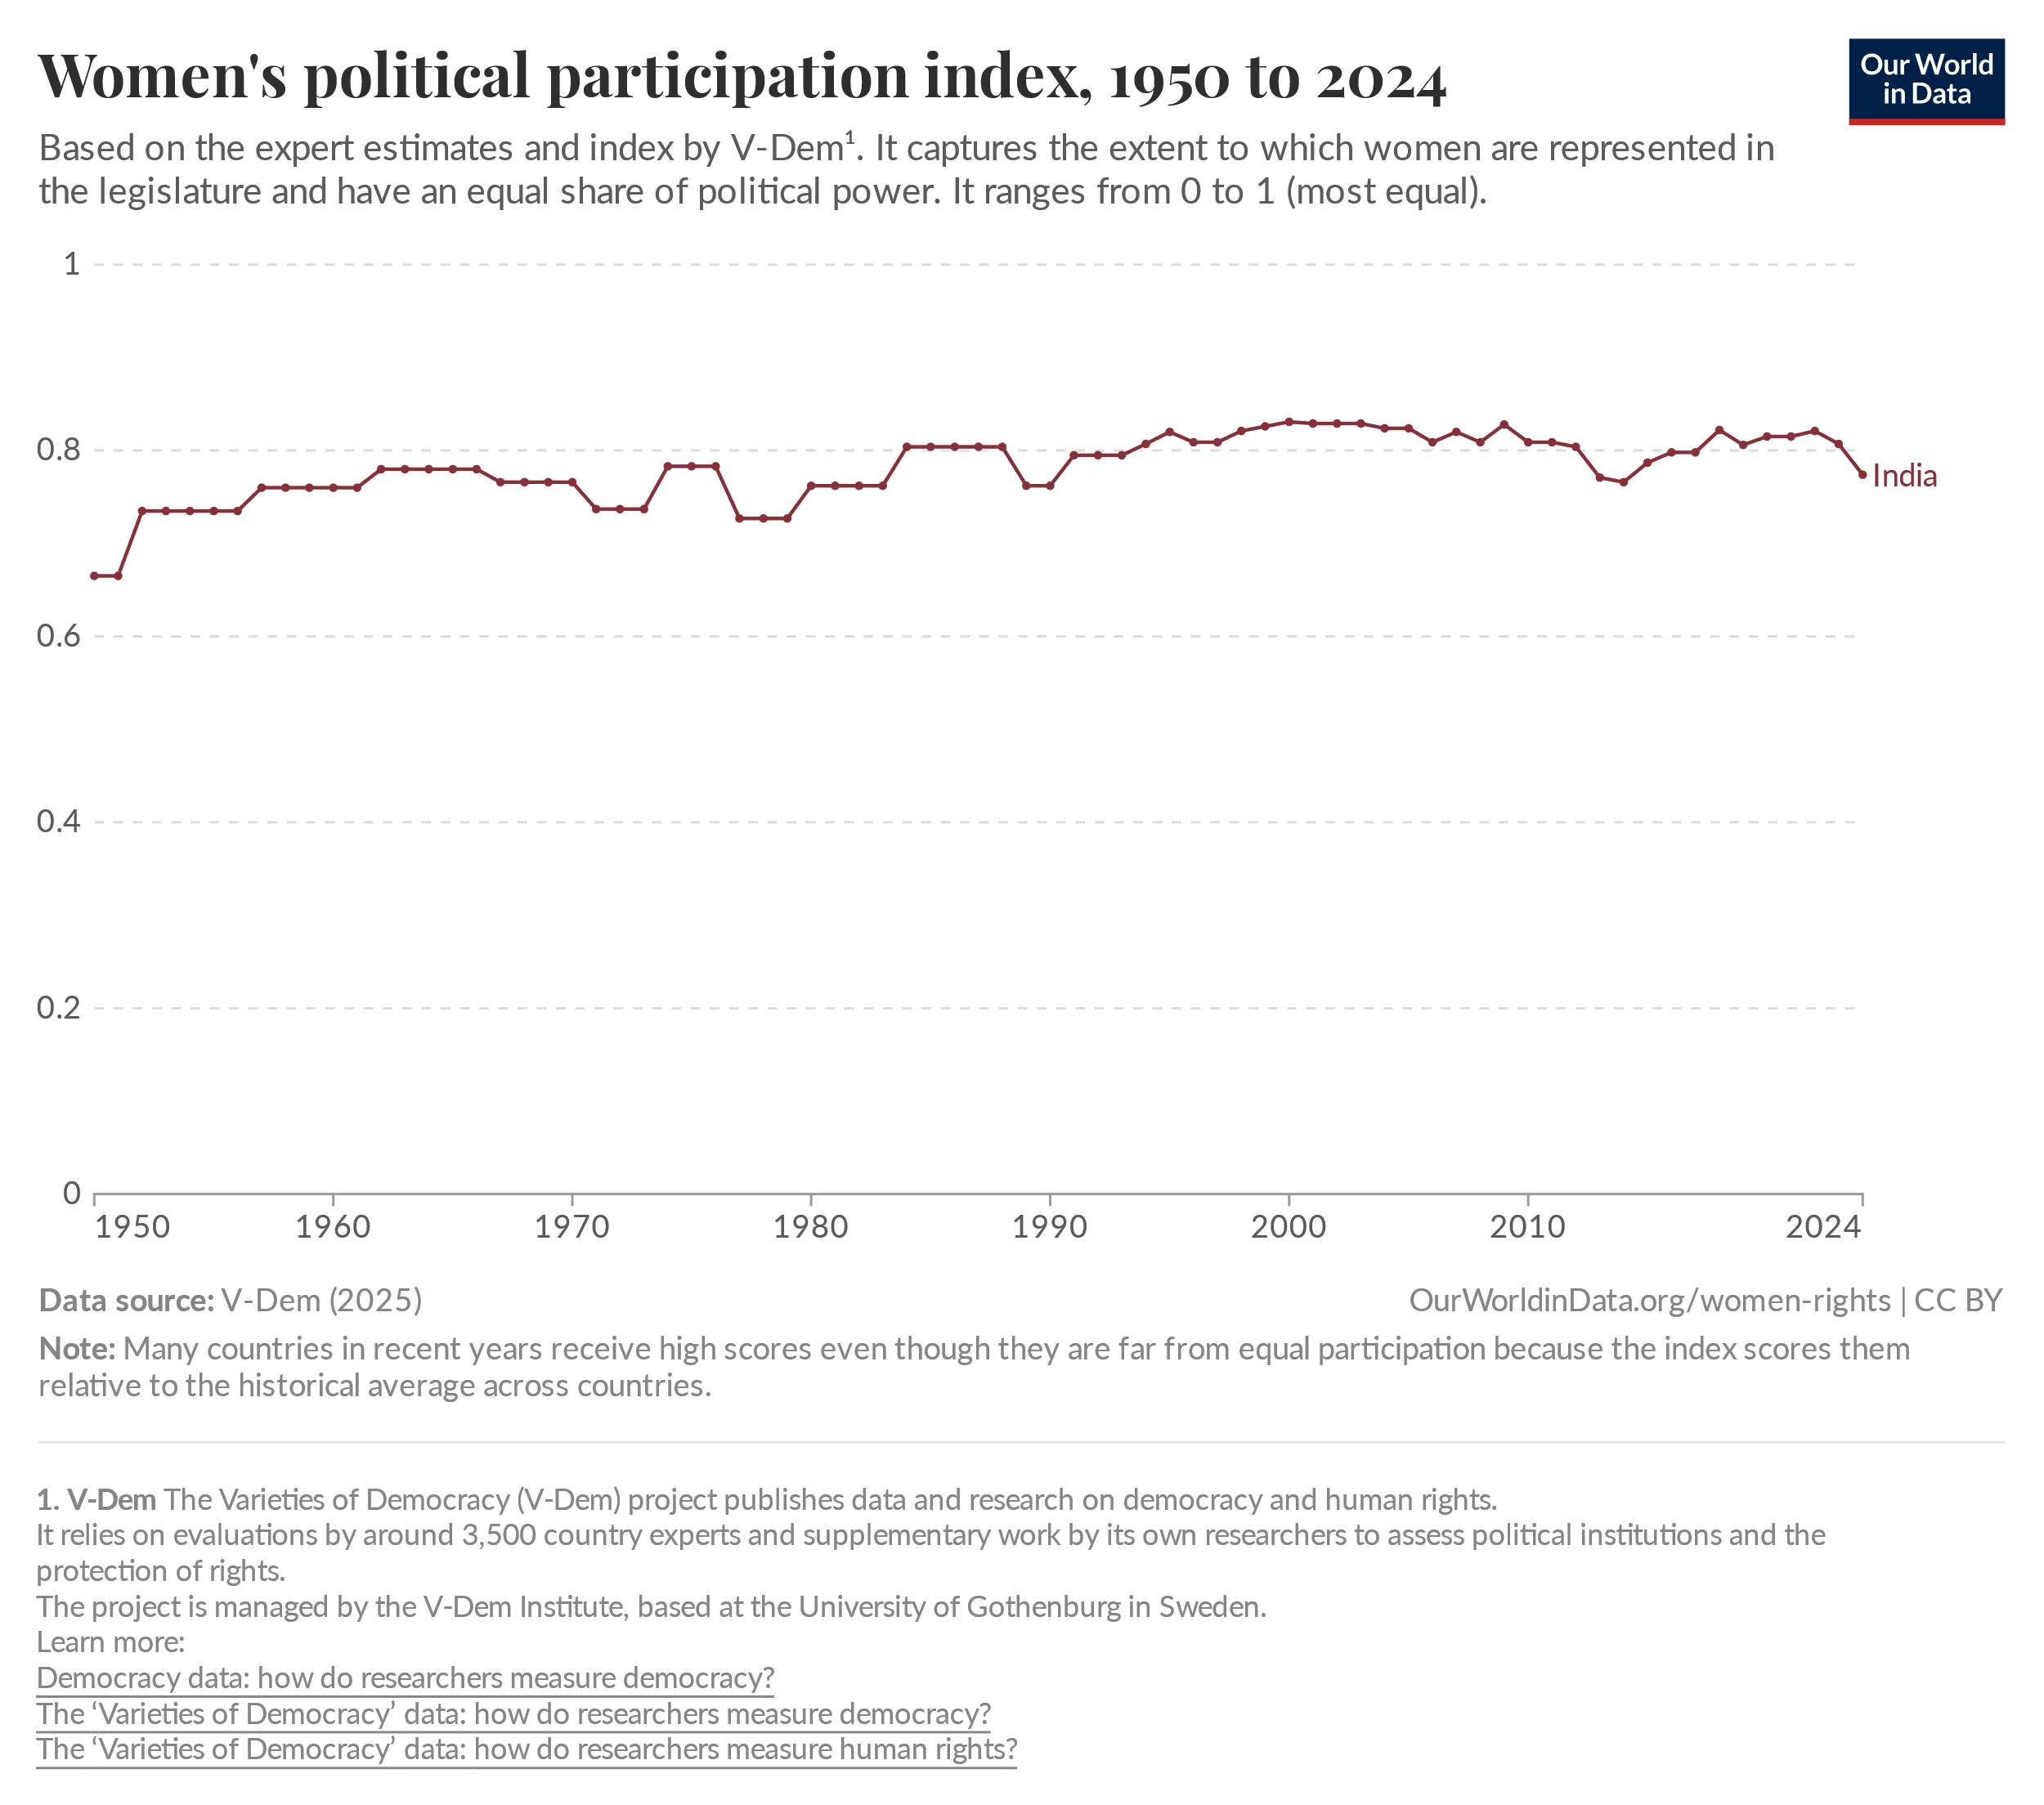 Women's political participation index, 1950 to 2024
Our World
in Data
Based on the expert estimates and index by V-Dem¹. It captures the extent to which women are represented in
the legislature and have an equal share of political power. It ranges from 0 to 1 (most equal).
1
0.8
India
0.6
0.4
0.2
0
1950 1960 1970 1980 1990 2000 2010 2024
Data source: V-Dem (2025) OurWorldinData.org/women-rights | CC BY
Note: Many countries in recent years receive high scores even though they are far from equal participation because the index scores them
relative to the historical average across countries.
1. V-Dem The Varieties of Democracy (V-Dem) project publishes data and research on democracy and human rights.
It relies on evaluations by around 3,500 country experts and supplementary work by its own researchers to assess political institutions and the
protection of rights.
The project is managed by the V-Dem Institute, based at the University of Gothenburg in Sweden.
Learn more:
Democracy data: how do researchers measure democracy?
The ‘Varieties of Democracy’ data: how do researchers measure democracy?
The ‘Varieties of Democracy’ data: how do researchers measure human rights?